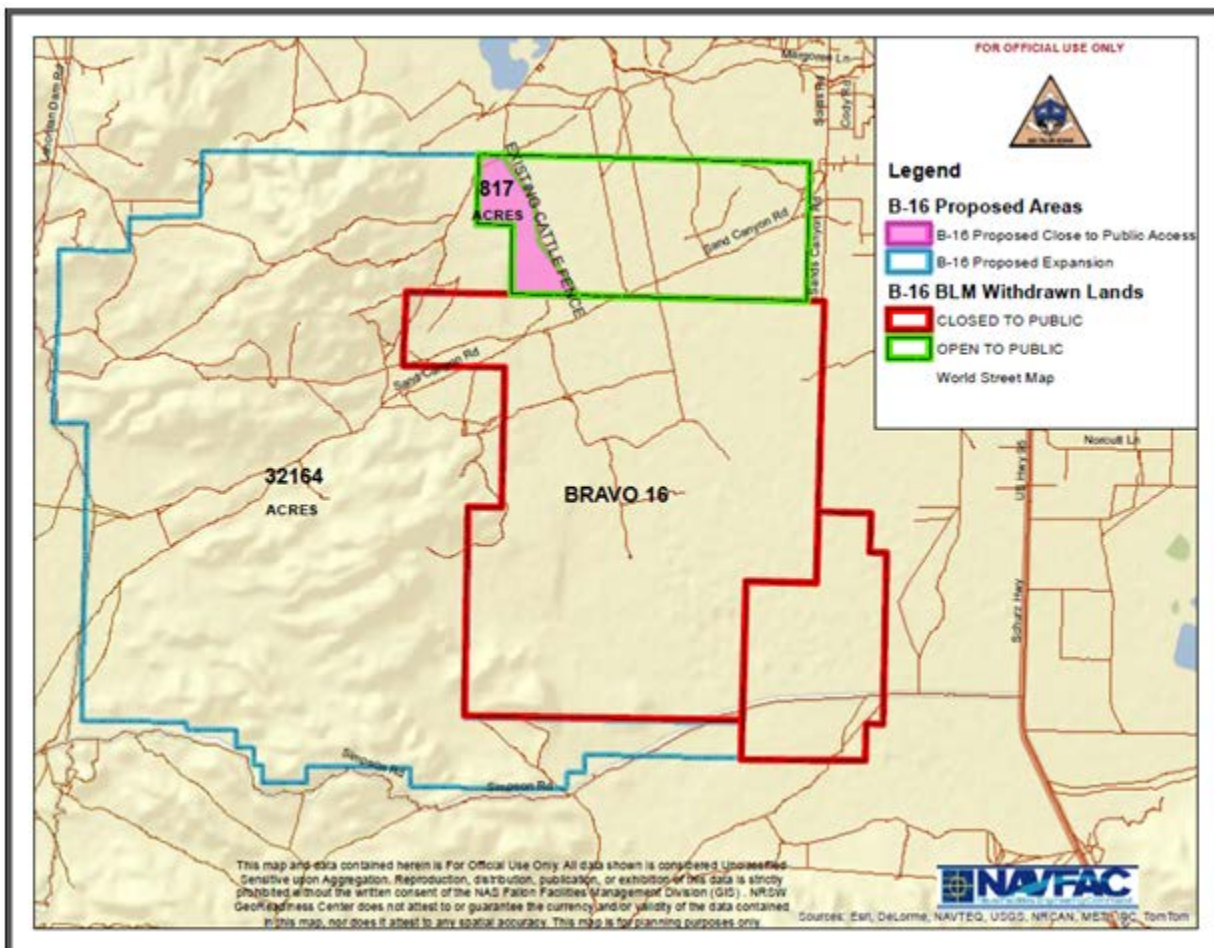 FOR OFFICIAL USE ONLY
Legend
B-16 Proposed Areas
B-16 Proposed Close to Public Access
B-16 Proposed Expansion
B-16 BLM Withdrawn Lands
CLOSED TO PUBLIC
OPEN TO PUBLIC
World Street Map
Dam Rd
Margoree Ln
Cody Rd
817
ACRES
EXISTING CATTLE FENCE
Sand Canyon Rd
Sands Canyon Rd
Sand Canyon Rd
Norcutt Ln
US Hwy 95
32164
ACRES
BRAVO 16
Schurz Hwy
Simpson Rd
Simpson Rd
This map and data contained herein is For Official Use Only. All data shown is considered Unclassified-
Sensitive upon Aggregation. Reproduction, distribution, publication, or exhibition of this data is strictly
prohibited without the written consent of the NAS Fallon Facilities Management Division (GIS). NRSW
GeoReadiness Center does not attest to or guarantee the currency and/or validity of the data contained
in this map, nor does it attest to any spatial accuracy. This map is for planning purposes only.
NAVFAC
Sources: Esri, DeLorme, NAVTEQ, USGS, NRCAN, METI, iPC, TomTom